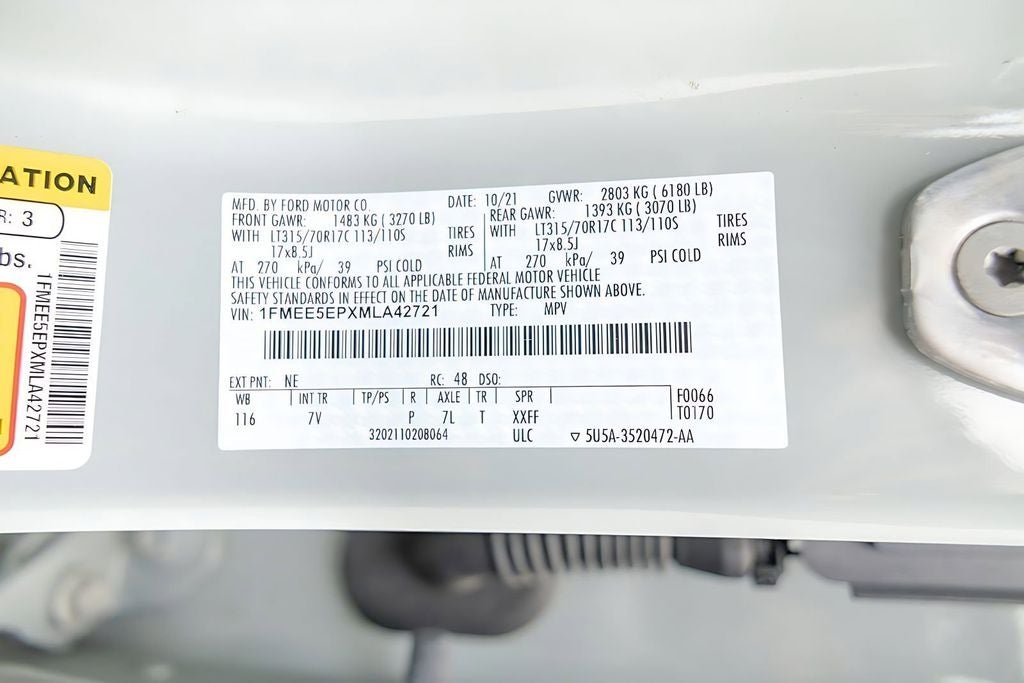 ATION
R: 3
bs.
1FMEE5EPXMLA42721
MFD. BY FORD MOTOR CO. DATE: 10/21 GVWR: 2803 KG ( 6180 LB)
FRONT GAWR: 1483 KG ( 3270 LB) REAR GAWR: 1393 KG ( 3070 LB)
WITH LT315/70R17C 113/110S TIRES WITH LT315/70R17C 113/110S TIRES
17x8.5J RIMS 17x8.5J RIMS
AT 270 kPa/ 39 PSI COLD AT 270 kPa/ 39 PSI COLD
THIS VEHICLE CONFORMS TO ALL APPLICABLE FEDERAL MOTOR VEHICLE
SAFETY STANDARDS IN EFFECT ON THE DATE OF MANUFACTURE SHOWN ABOVE.
VIN: 1FMEE5EPXMLA42721 TYPE: MPV
EXT PNT: NE RC: 48 DSO:
WB INT TR TP/PS R AXLE TR SPR F0066
116 7V P 7L T XXFF T0170
3202110208064 ULC ▽ 5U5A-3520472-AA